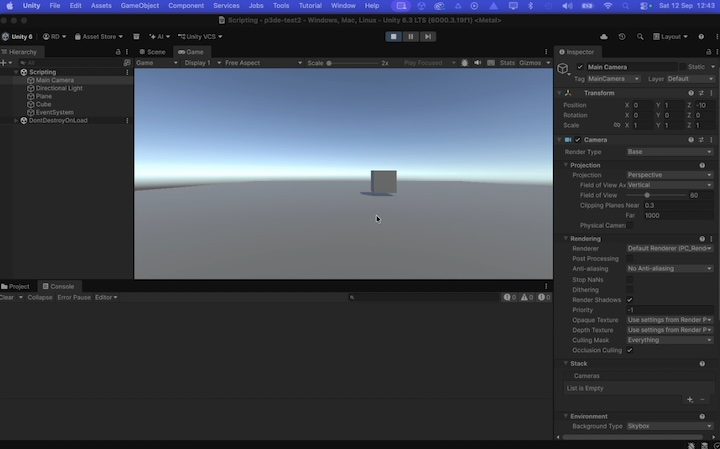 Unity File Edit Assets GameObject Component Services Jobs Tools Window Help Sat 12 Sep 12:43
Scripting - p3de-test2 - Windows, Mac, Linux - Unity 6.3 LTS (6000.3.19f1) <Metal>
Unity 6 RD Asset Store AI Unity VCS Layout
Hierarchy Scene Game Inspector
All
Game Display 1 Free Aspect Scale 2x Play Focused Stats Gizmos
Scripting
Main Camera
Directional Light
Plane
Cube
EventSystem
DontDestroyOnLoad
Main Camera Static
Tag MainCamera Layer Default
Transform
Position X 0 Y 1 Z -10
Rotation X 0 Y 0 Z 0
Scale X 1 Y 1 Z 1
Camera
Render Type Base
Projection
Projection Perspective
Field of View Ax Vertical
Field of View 60
Clipping Planes Near 0.3
Far 1000
Physical Camera
Rendering
Renderer Default Renderer (PC_Rend
Post Processing
Anti-aliasing No Anti-aliasing
Stop NaNs
Dithering
Render Shadows
Priority -1
Opaque Texture Use settings from Render P
Depth Texture Use settings from Render P
Culling Mask Everything
Occlusion Culling
Stack
Cameras
List is Empty
Environment
Background Type Skybox
Project Console
Clear Collapse Error Pause Editor 0 0 0